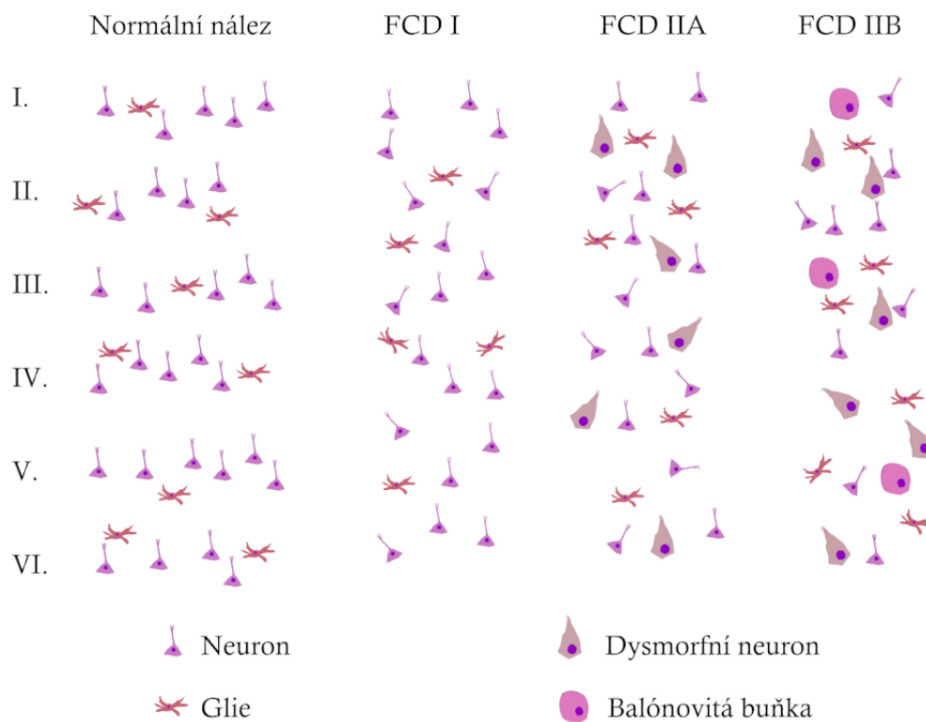 Normální nález FCD I FCD IIA FCD IIB
I.
II.
III.
IV.
V.
VI.
Neuron Dysmorfní neuron
Glie Balónovitá buňka